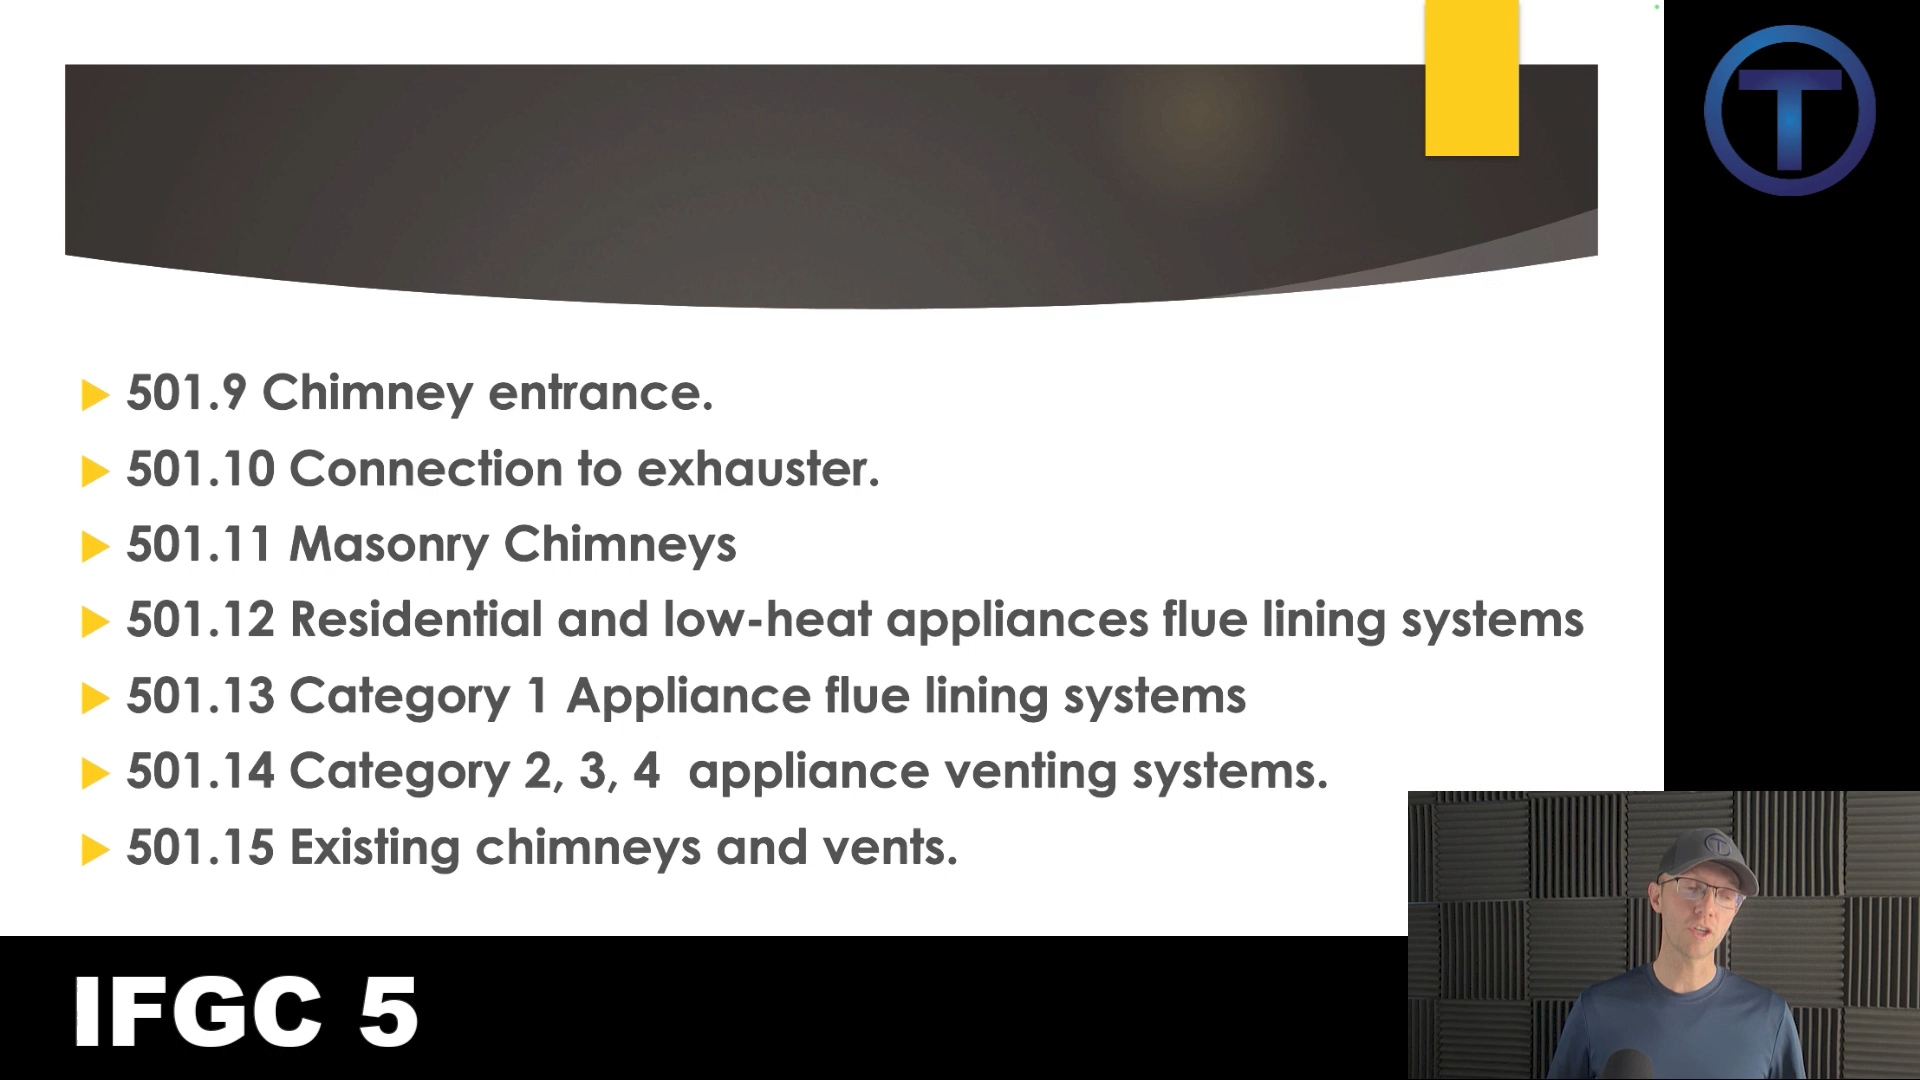 T
501.9 Chimney entrance.
501.10 Connection to exhauster.
501.11 Masonry Chimneys
501.12 Residential and low-heat appliances flue lining systems
501.13 Category 1 Appliance flue lining systems
501.14 Category 2, 3, 4  appliance venting systems.
501.15 Existing chimneys and vents.
IFGC 5
T